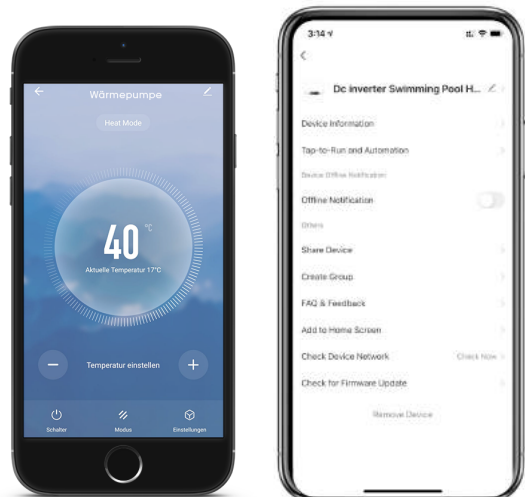 Wärmepumpe
Heat Mode
40 °C
Aktuelle Temperatur 17°C
− Temperatur einstellen +
Schalter Modus Einstellungen
3:14
Dc inverter Swimming Pool H...
Device Information
Tap-to-Run and Automation
Device Offline Notification
Offline Notification
Others
Share Device
Create Group
FAQ & Feedback
Add to Home Screen
Check Device Network Check Now
Check for Firmware Update
Remove Device